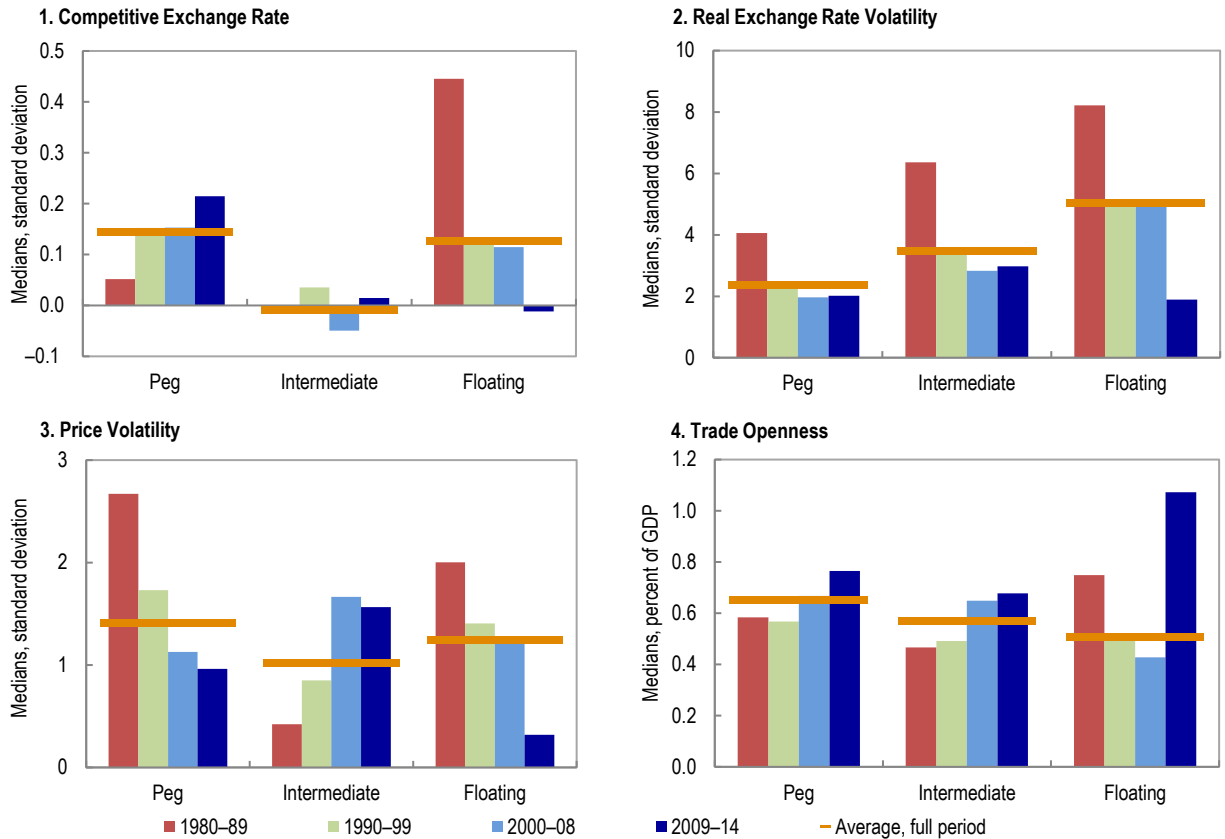 1. Competitive Exchange Rate
Medians, standard deviation
0.5
0.4
0.3
0.2
0.1
0.0
–0.1
Peg Intermediate Floating
2. Real Exchange Rate Volatility
Medians, standard deviation
10
8
6
4
2
0
Peg Intermediate Floating
3. Price Volatility
Medians, standard deviation
3
2
1
0
Peg Intermediate Floating
4. Trade Openness
Medians, percent of GDP
1.2
1.0
0.8
0.6
0.4
0.2
0.0
Peg Intermediate Floating
1980–89 1990–99 2000–08 2009–14 Average, full period